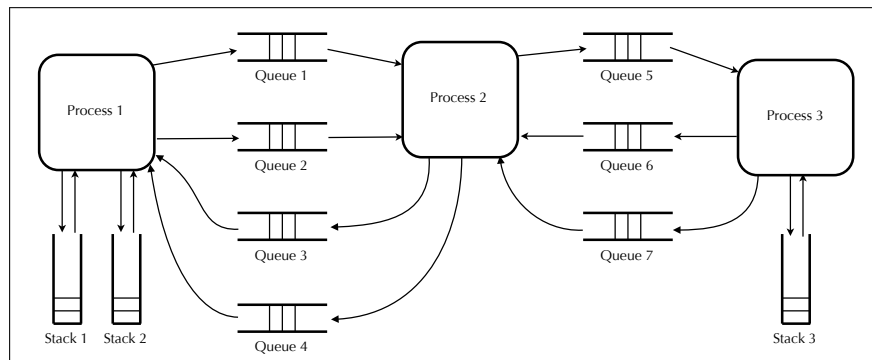 Process 1
Queue 1
Process 2
Queue 5
Process 3
Queue 2
Queue 6
Queue 3
Queue 7
Stack 1
Stack 2
Queue 4
Stack 3